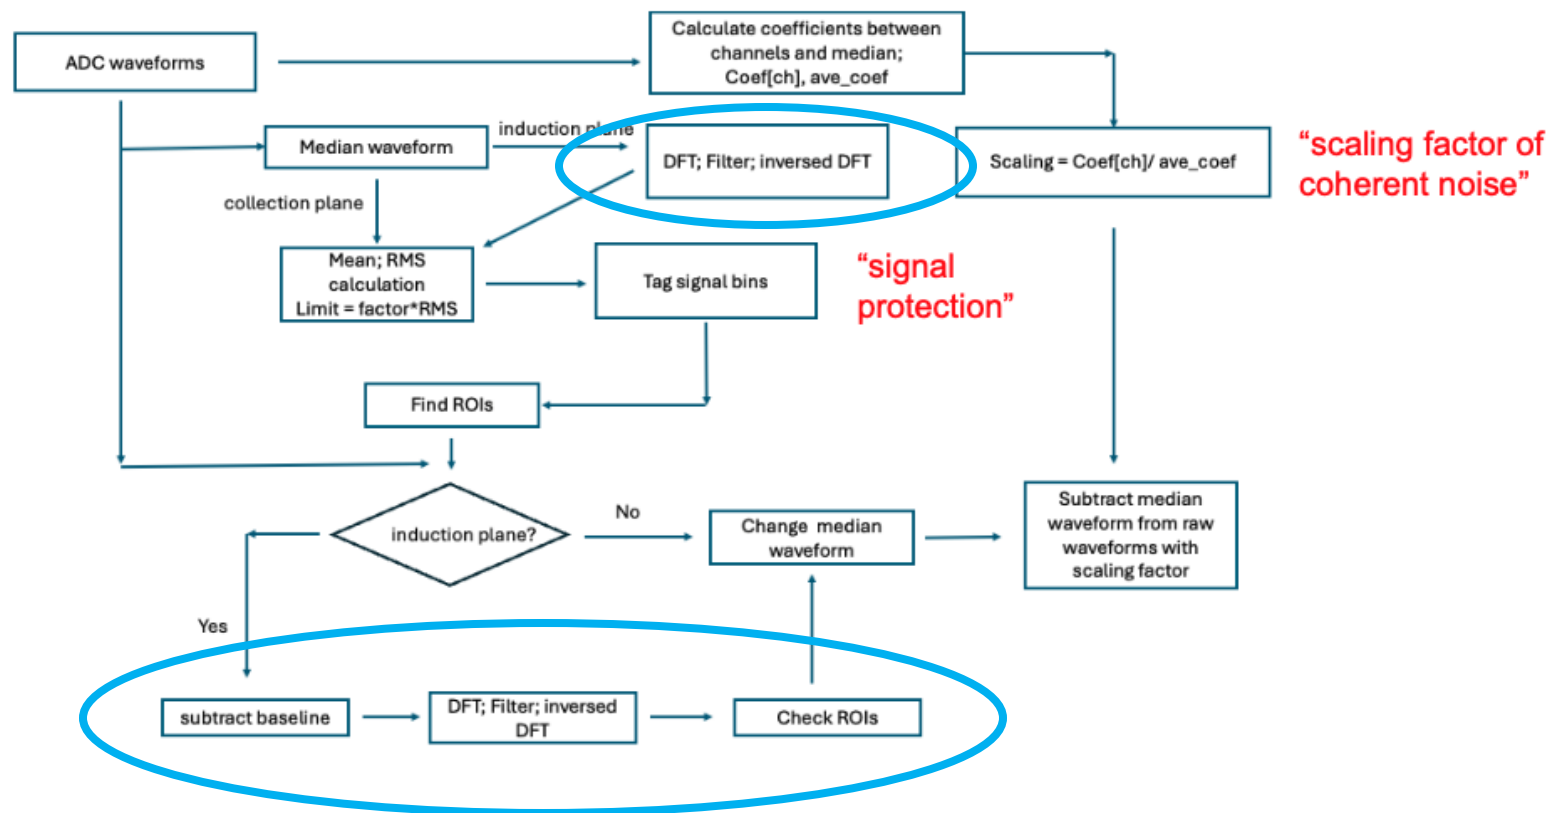 ADC waveforms
Calculate coefficients between
channels and median;
Coef[ch], ave_coef
Median waveform
induction plane
DFT; Filter; inversed DFT
Scaling = Coef[ch]/ ave_coef
“scaling factor of
coherent noise”
collection plane
Mean; RMS
calculation
Limit = factor*RMS
Tag signal bins
“signal
protection”
Find ROIs
induction plane?
No
Change median
waveform
Subtract median
waveform from raw
waveforms with
scaling factor
Yes
subtract baseline
DFT; Filter; inversed
DFT
Check ROIs